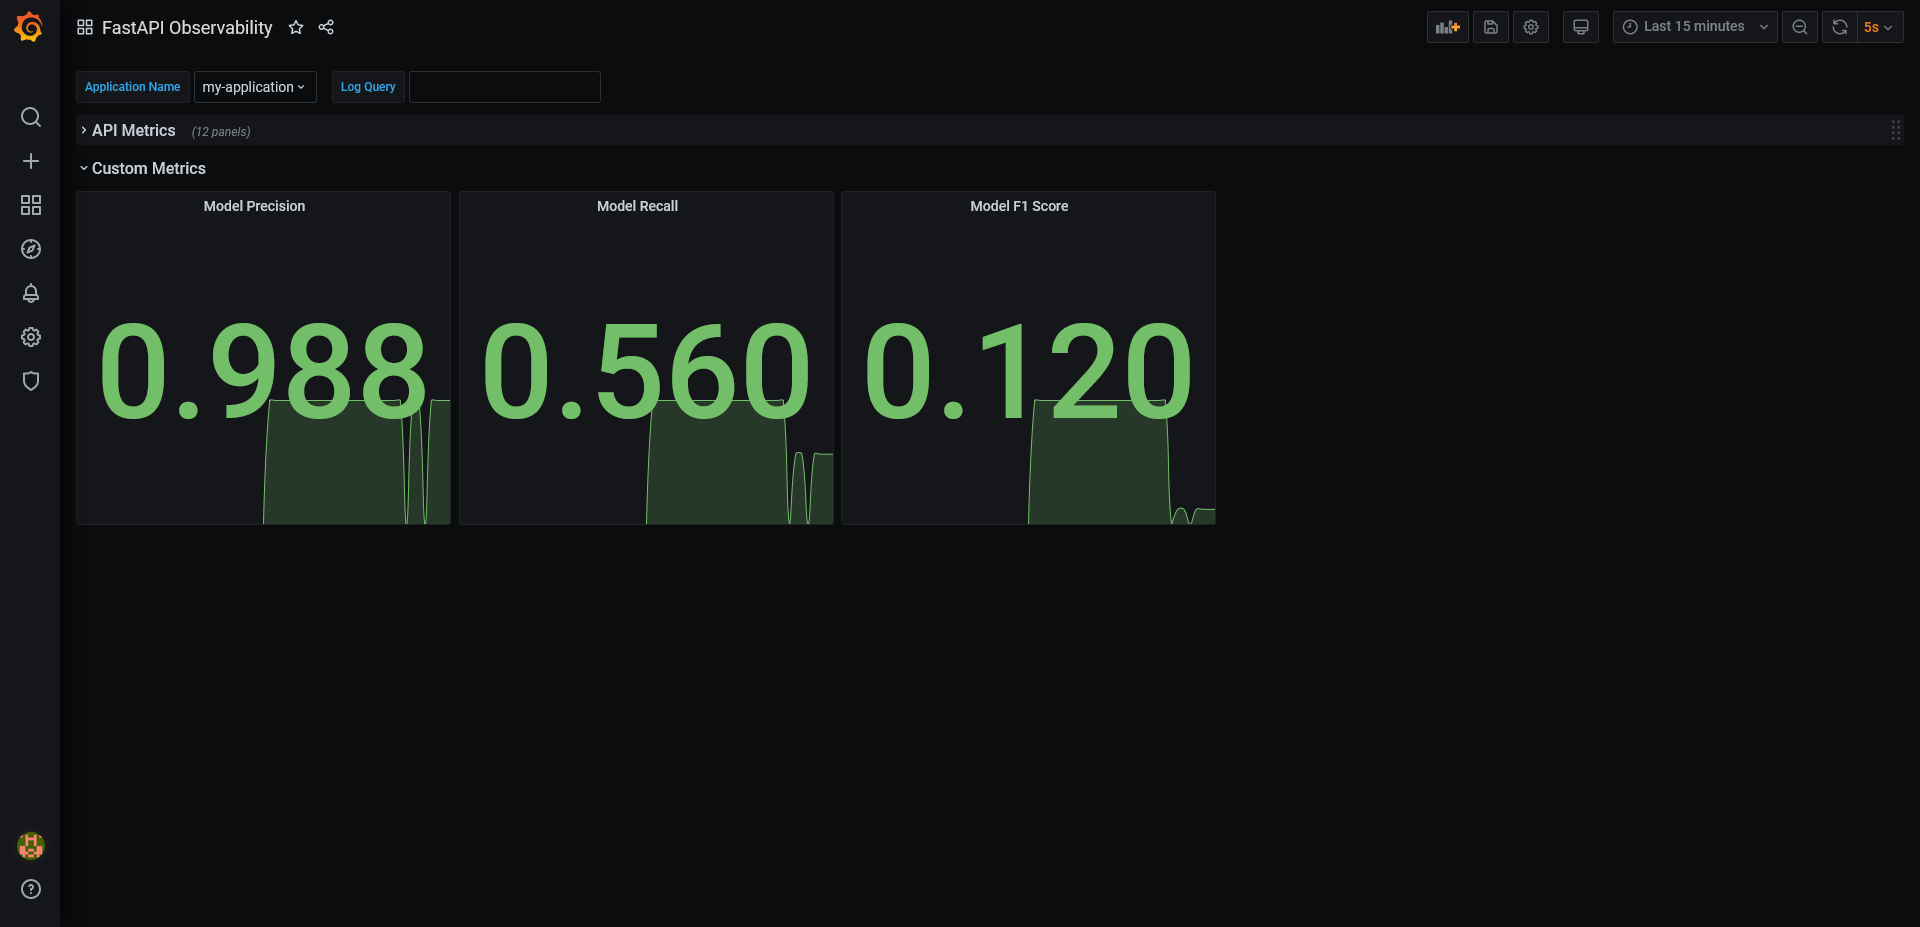 FastAPI Observability
Last 15 minutes
5s
Application Name
my-application
Log Query
API Metrics (12 panels)
Custom Metrics
Model Precision
0.988
Model Recall
0.560
Model F1 Score
0.120